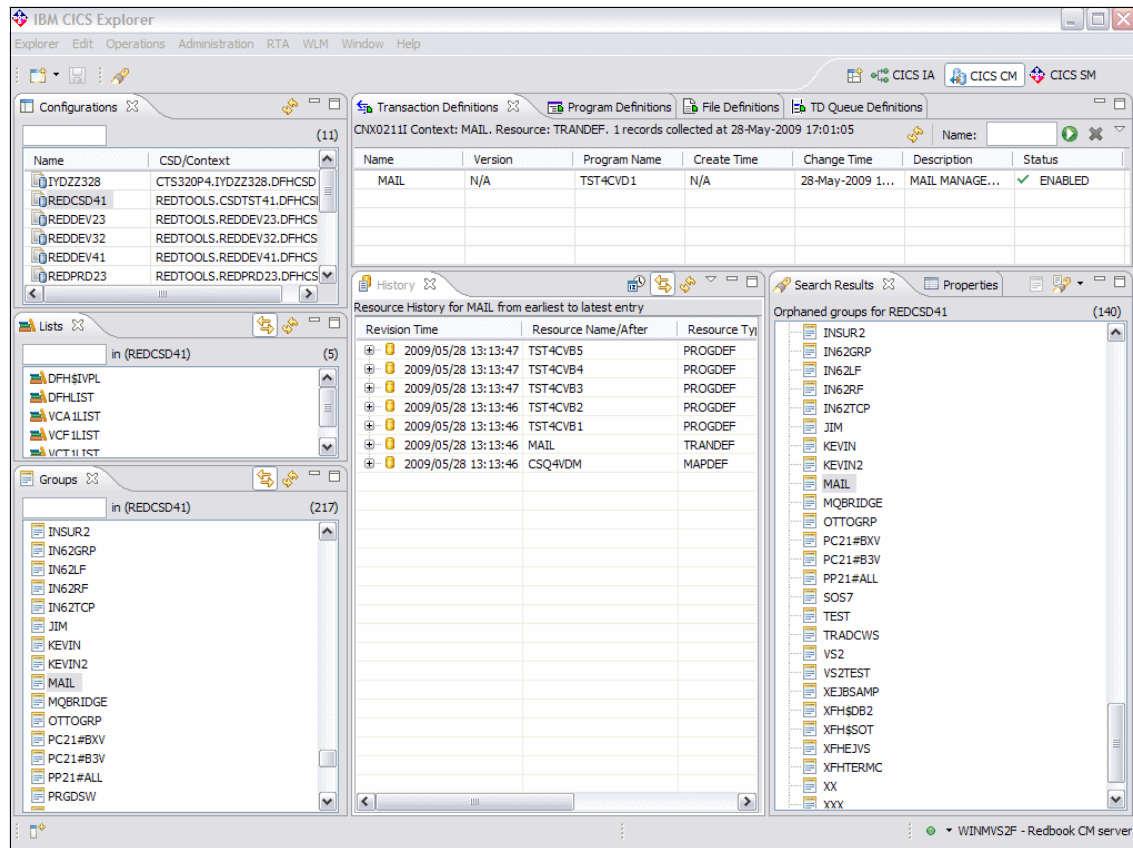 IBM CICS Explorer
Explorer Edit Operations Administration RTA WLM Window Help
CICS IA CICS CM CICS SM
Configurations
(11)
Name CSD/Context
IYDZZ328 CTS320P4.IYDZZ328.DFHCSD
REDCSD41 REDTOOLS.CSDTST41.DFHCSI
REDDEV23 REDTOOLS.REDDEV23.DFHCS
REDDEV32 REDTOOLS.REDDEV32.DFHCS
REDDEV41 REDTOOLS.REDDEV41.DFHCS
REDPRD23 REDTOOLS.REDPRD23.DFHCS
Transaction Definitions Program Definitions File Definitions TD Queue Definitions
CNX0211I Context: MAIL. Resource: TRANDEF. 1 records collected at 28-May-2009 17:01:05 Name:
Name Version Program Name Create Time Change Time Description Status
MAIL N/A TST4CVD1 N/A 28-May-2009 1... MAIL MANAGE... ENABLED
Lists
in (REDCSD41) (5)
DFH$IVPL
DFHLIST
VCA1LIST
VCF1LIST
VCT1LIST
Groups
in (REDCSD41) (217)
INSUR2
IN62GRP
IN62LF
IN62RF
IN62TCP
JIM
KEVIN
KEVIN2
MAIL
MQBRIDGE
OTTOGRP
PC21#BXV
PC21#B3V
PP21#ALL
PRGDSW
History
Resource History for MAIL from earliest to latest entry
Revision Time Resource Name/After Resource Ty
2009/05/28 13:13:47 TST4CVB5 PROGDEF
2009/05/28 13:13:47 TST4CVB4 PROGDEF
2009/05/28 13:13:47 TST4CVB3 PROGDEF
2009/05/28 13:13:46 TST4CVB2 PROGDEF
2009/05/28 13:13:46 TST4CVB1 PROGDEF
2009/05/28 13:13:46 MAIL TRANDEF
2009/05/28 13:13:46 CSQ4VDM MAPDEF
Search Results Properties
Orphaned groups for REDCSD41 (140)
INSUR2
IN62GRP
IN62LF
IN62RF
IN62TCP
JIM
KEVIN
KEVIN2
MAIL
MQBRIDGE
OTTOGRP
PC21#BXV
PC21#B3V
PP21#ALL
SOS7
TEST
TRADCWS
VS2
VS2TEST
XEJBSAMP
XFH$DB2
XFH$SOT
XFHEJVS
XFHTERMC
XX
XXX
WINMVS2F - Redbook CM server